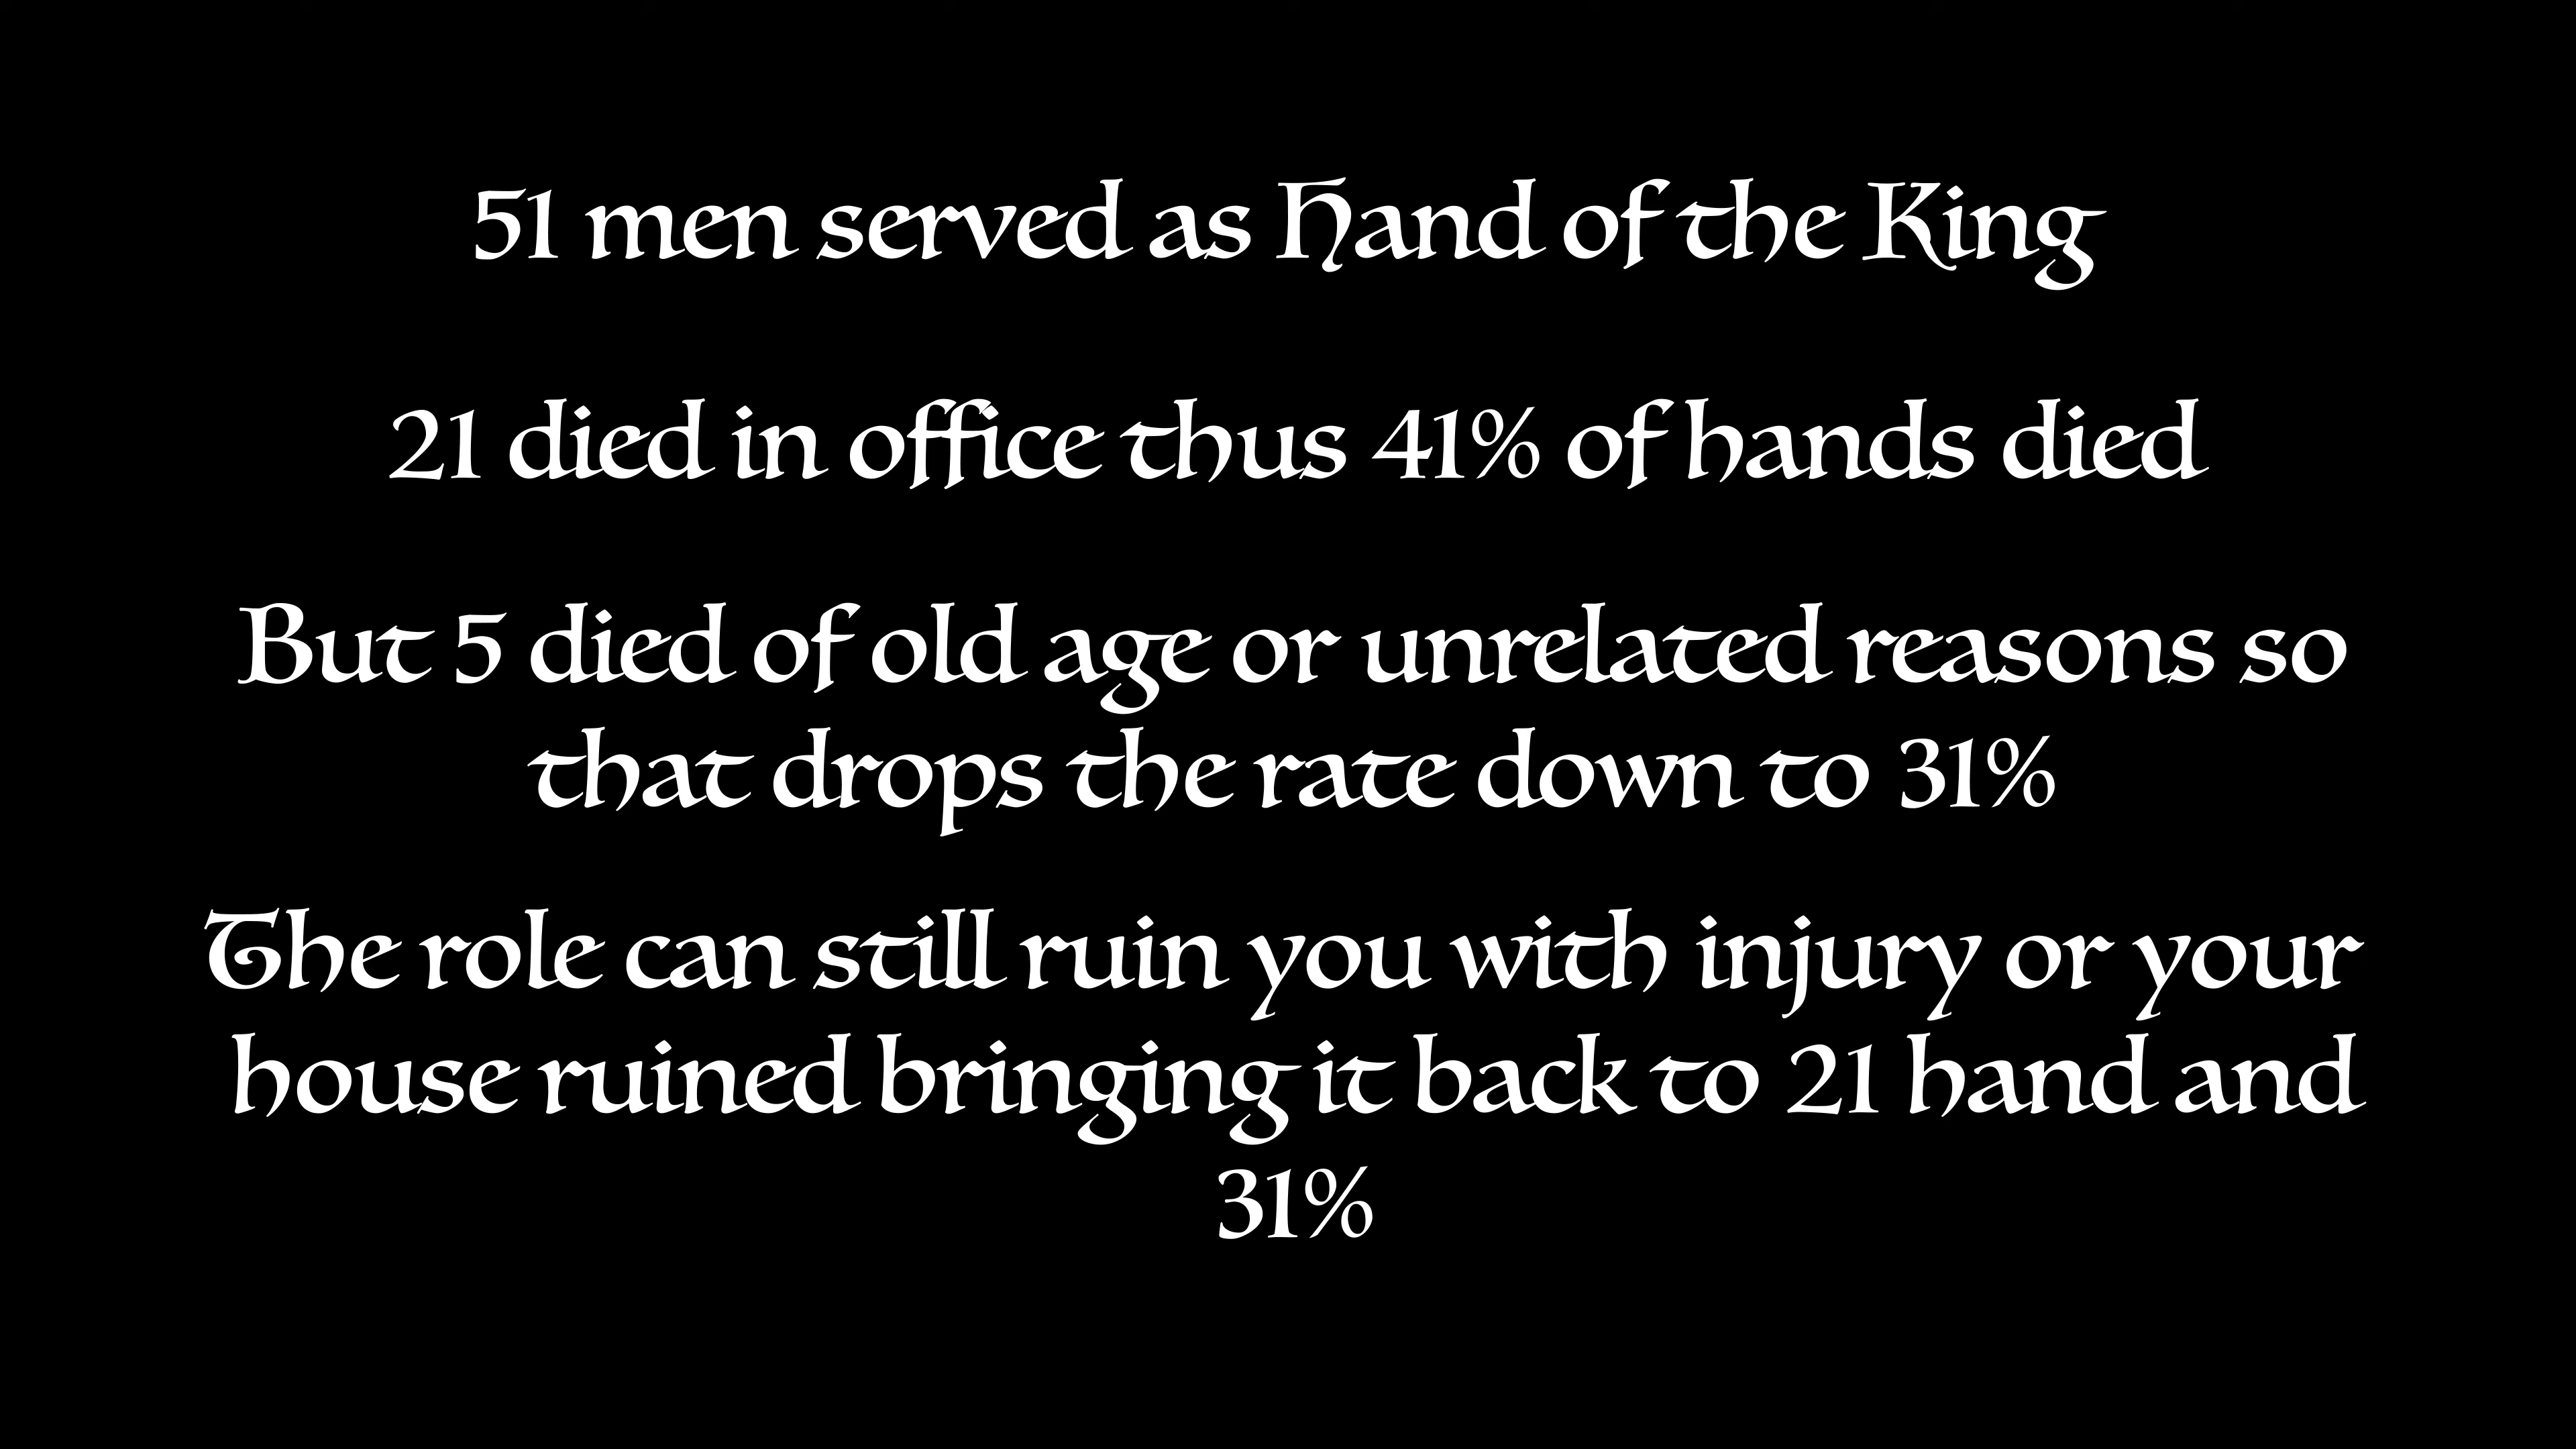 51 men served as Hand of the King
21 died in office thus 41% of hands died
But 5 died of old age or unrelated reasons so
that drops the rate down to 31%
The role can still ruin you with injury or your
house ruined bringing it back to 21 hand and
31%